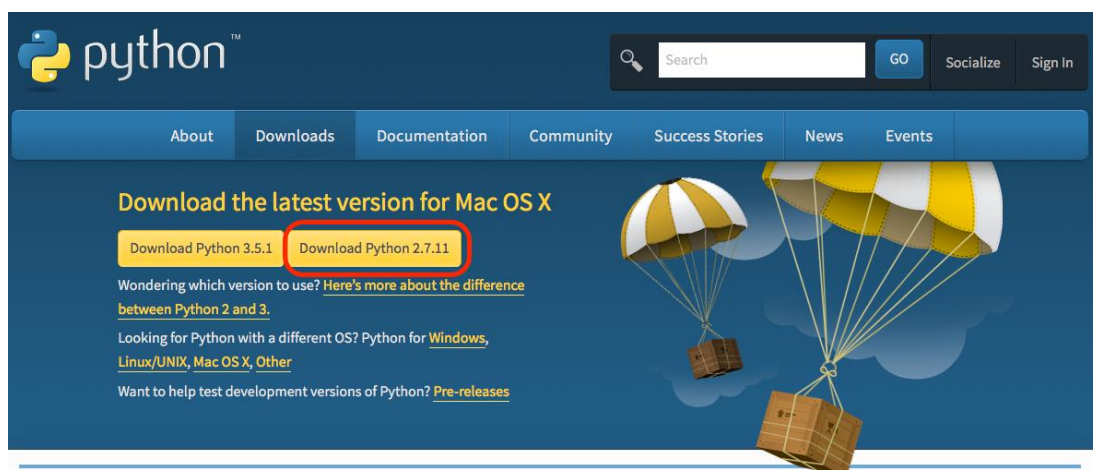 python™
Search GO Socialize Sign In
About Downloads Documentation Community Success Stories News Events
Download the latest version for Mac OS X
Download Python 3.5.1 Download Python 2.7.11
Wondering which version to use? Here's more about the difference
between Python 2 and 3.
Looking for Python with a different OS? Python for Windows,
Linux/UNIX, Mac OS X, Other
Want to help test development versions of Python? Pre-releases